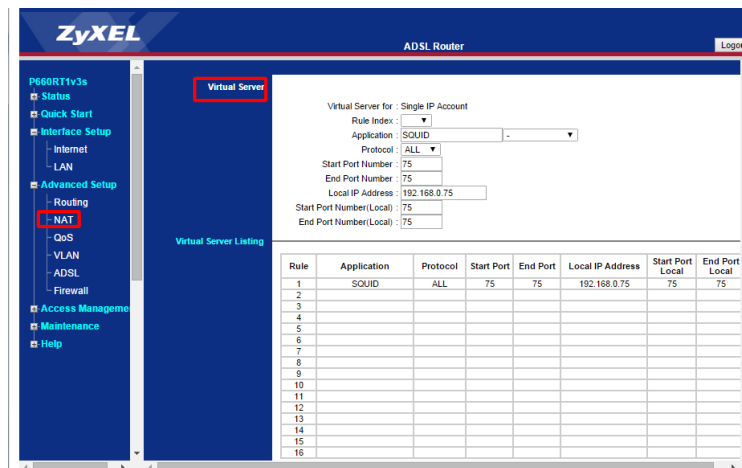 ZyXEL
ADSL Router
P660RT1v3s
Status
Quick Start
Interface Setup
Internet
LAN
Advanced Setup
Routing
NAT
QoS
VLAN
ADSL
Firewall
Access Manageme
Maintenance
Help
Virtual Server
Virtual Server for : Single IP Account
Rule Index :
Application : SQUID -
Protocol : ALL
Start Port Number : 75
End Port Number : 75
Local IP Address : 192.168.0.75
Start Port Number(Local) : 75
End Port Number(Local) : 75
Virtual Server Listing
Rule Application Protocol Start Port End Port Local IP Address Start Port Local End Port Local
1 SQUID ALL 75 75 192.168.0.75 75 75
2
3
4
5
6
7
8
9
10
11
12
13
14
15
16